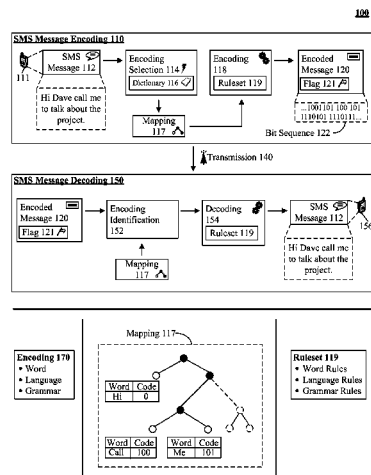 100
SMS Message Encoding 110
SMS
Message 112
111
Hi Dave call me
to talk about the
project.
Encoding
Selection 114
Dictionary 116
Mapping
117
Encoding
118
Ruleset 119
Encoded
Message 120
Flag 121
...1001101 100 101
1110101 1110111...
Bit Sequence 122
Transmission 140
SMS Message Decoding 150
Encoded
Message 120
Flag 121
Encoding
Identification
152
Mapping
117
Decoding
154
Ruleset 119
SMS
Message 112
156
Hi Dave call me
to talk about the
project.
Encoding 170
• Word
• Language
• Grammar
Mapping 117
Word Code
Hi 0
Word Code
Call 100
Word Code
Me 101
Ruleset 119
• Word Rules
• Language Rules
• Grammar Rules